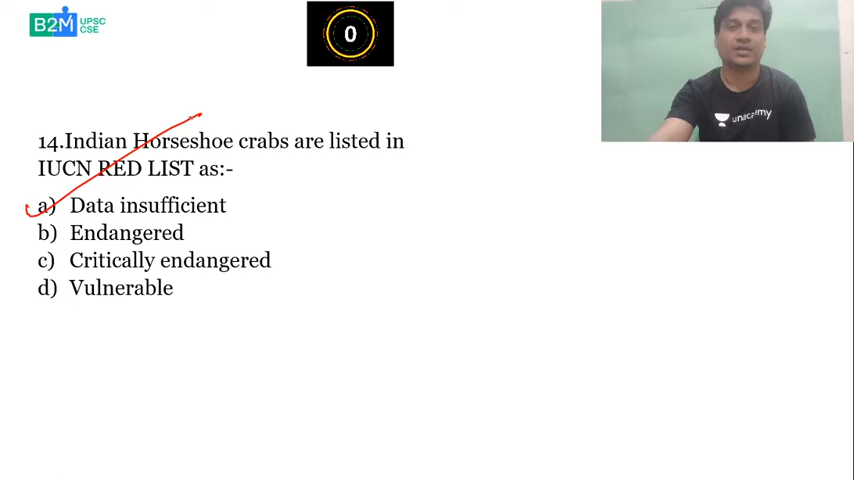 B2M UPSC
CSE
0
unacademy
14.Indian Horseshoe crabs are listed in
IUCN RED LIST as:-
a) Data insufficient
b) Endangered
c) Critically endangered
d) Vulnerable